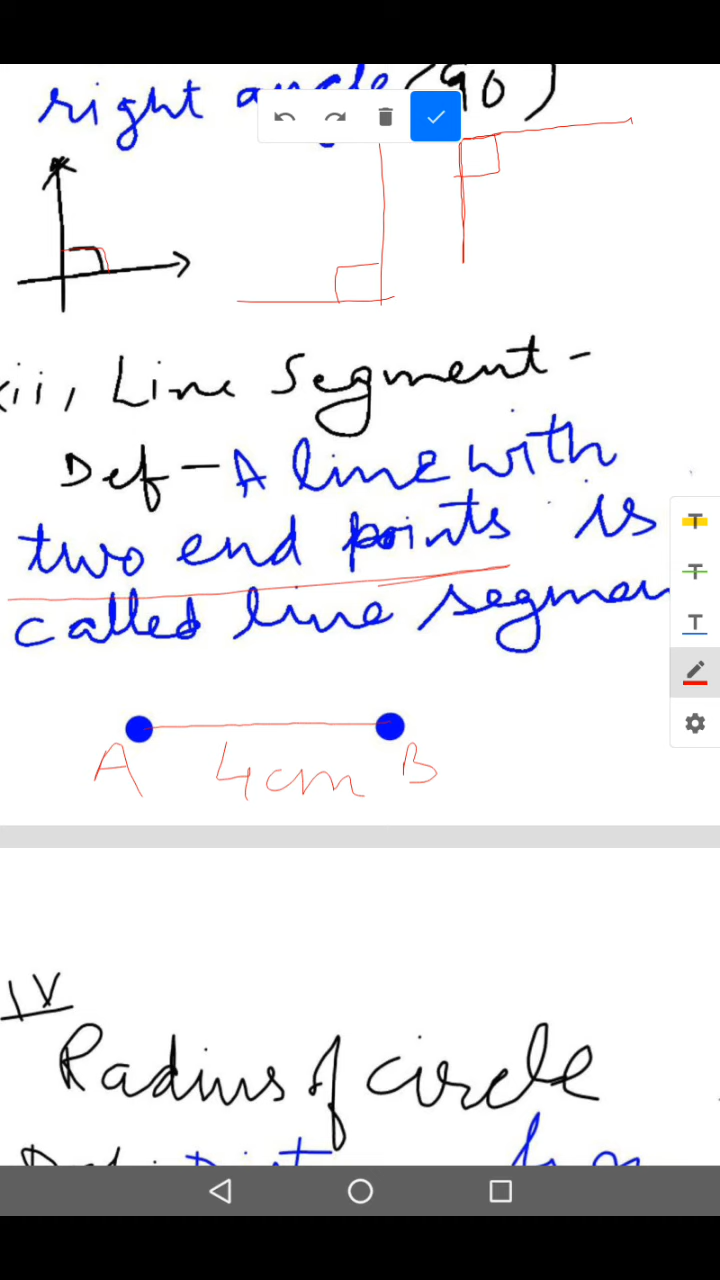 right angle (90)
iii, Line Segment -
Def - A line with
two end points is
called line segmen
A 4cm B
IV
Radius of circle